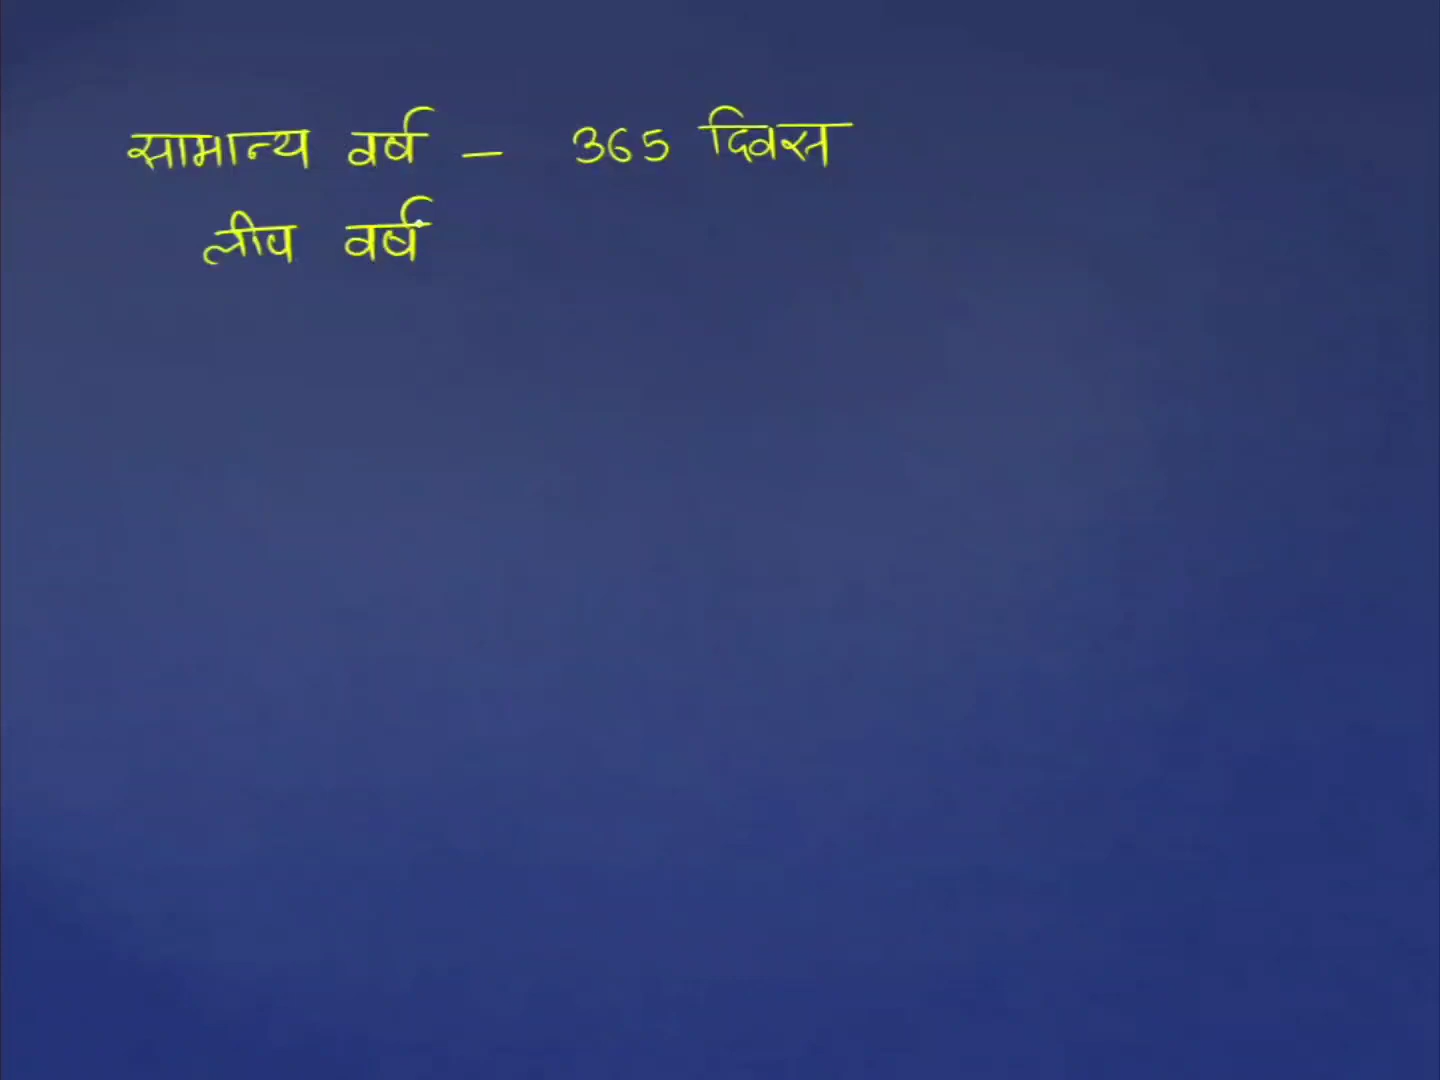 सामान्य वर्ष – 365 दिवस
लीप वर्ष